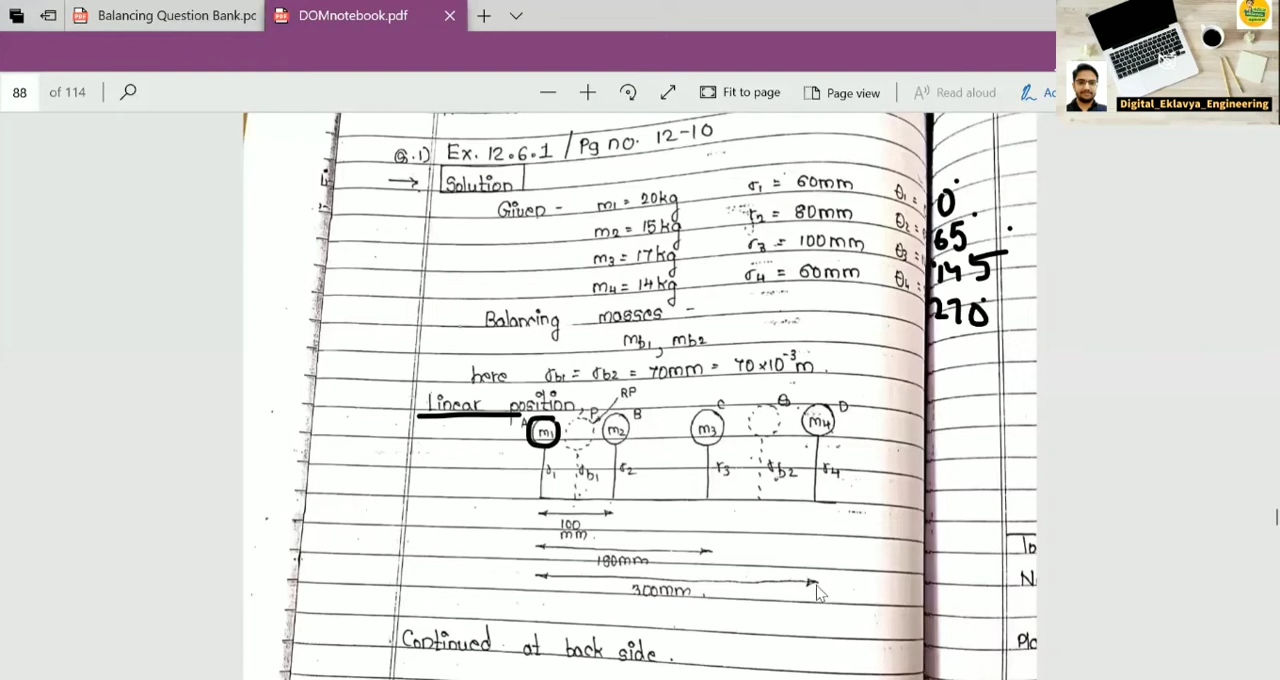 Balancing Question Bank.pc
DOMnotebook.pdf
88 of 114
Fit to page
Page view
Read aloud
Digital_Eklavya_Engineering
Q.1) Ex. 12.6.1 / Pg no. 12-10
→ Solution
Given - m1 = 20kg r1 = 60mm θ1 = 0°
m2 = 15kg r2 = 80mm θ2 = 65
m3 = 17kg r3 = 100mm θ3 = 145
m4 = 14kg r4 = 60mm θ4 = 270
Balancing masses -
mb1, mb2
here rb1 = rb2 = 70mm = 70×10⁻³m.
Linear position
RP
A P B C Q D
m1 m2 m3 m4
r1 rb1 r2 r3 rb2 r4
100
mm.
180mm
300mm.
Continued at back side.
N